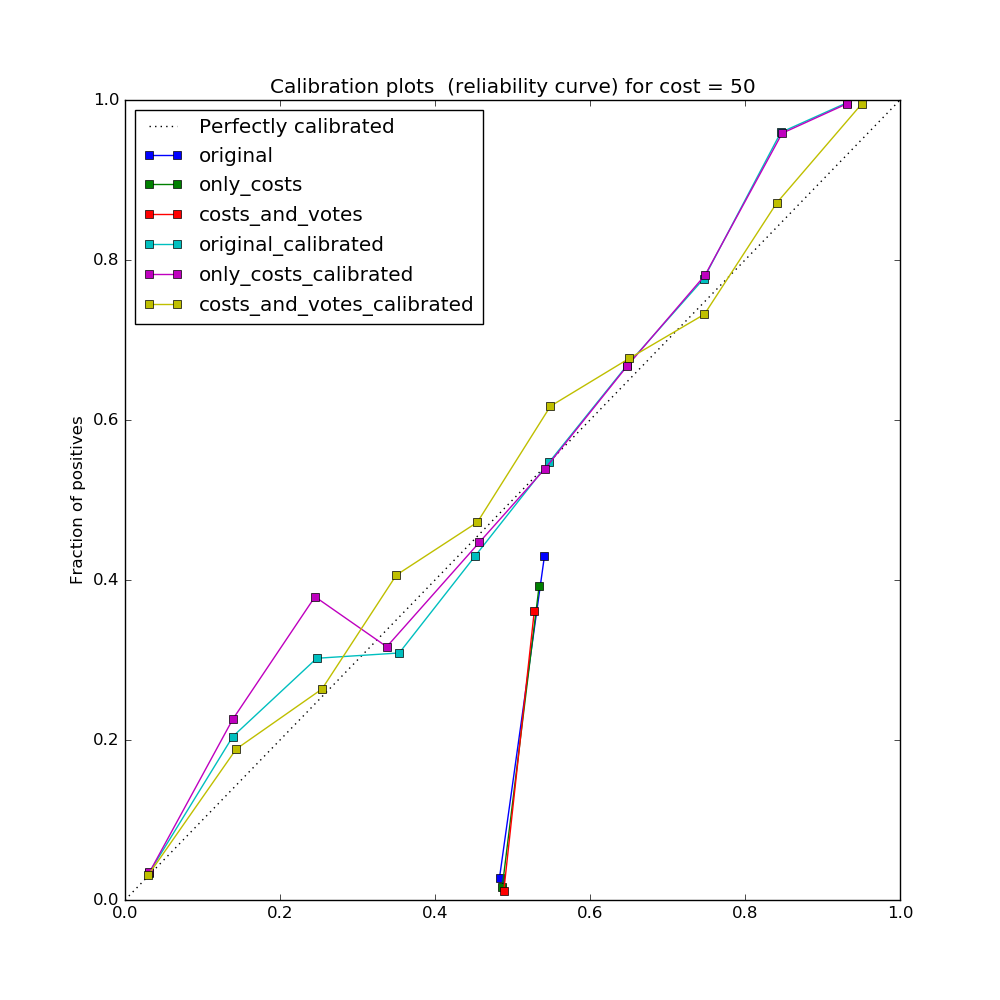 Calibration plots  (reliability curve) for cost = 50
1.0
Perfectly calibrated
original
only_costs
costs_and_votes
original_calibrated
only_costs_calibrated
costs_and_votes_calibrated
0.8
0.6
Fraction of positives
0.4
0.2
0.0
0.0 0.2 0.4 0.6 0.8 1.0